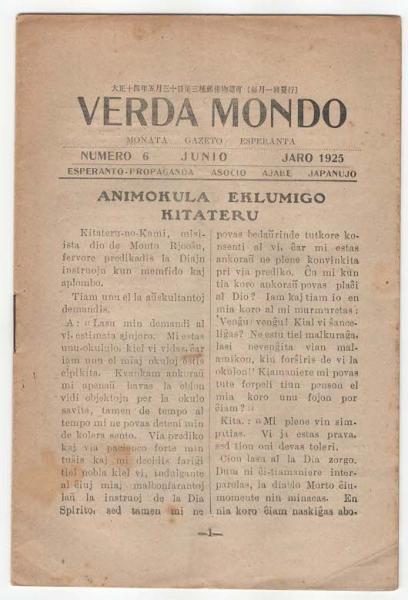 大正十四年五月三十日第三種郵便物認可（毎月一回発行）
VERDA MONDO
MONATA GAZETO ESPERANTA
NUMERO 6 JUNIO JARO 1925
ESPERANTO-PROPAGANDA ASOCIO AJABE JAPANUJO
ANIMOKULA EKLUMIGO
KITATERU
Kitateru-no-Kami, misi-
ista dio de Monto Rjooŝu,
fervore predikadis la Diajn
instruojn kun memfido kaj
aplombo.
Tiam unu el la aŭskultantoj
demandis.
A: «Lasu min demandi al
vi, estimata sinjoro. Mi estas
unu-okululo, kiel vi vidas, ĉar
iam unu el miaj okuloj estis
elpikita. Kvankam ankoraŭ
mi apenaŭ havas la oblon
vidi objektojn per la okulo
savita, tamen de tempo al
tempo mi ne povas deteni min
de kolera sento. Via prediko
kaj via pacienco forte min
tuŝis kaj mi decidis fariĝi
tiel nobla kiel vi, indulgante
al ĉiuj miaj malbonfarantoj
laŭ la instruoj de la Dia
Spirito, sed tamen mi ne
povas bedaŭrinde tutkore ko-
nsenti al vi, ĉar mi estas
ankoraŭ ne plene konvinkita
pri via prediko. Ĉu mi kun
tia koro ankoraŭ povas plaĉi
al Dio? Iam kaj tiam io en
mia koro al mi murmuretas:
'Venĝu! venĝu! Kial vi ŝance-
liĝas? Ne estu tiel malkuraĝa,
lasi nevenĝita vian mal-
amikon, kiu forŝiris de vi la
okulon!' Kiamaniere mi povas
tute forpeli tiun penson el
mia koro unu fojon por
ĉiam?»
Kita.: «Mi plene vin sim-
patias. Vi ja estas prava,
sed tion oni devas toleri.
Ĉion lasu al la Dia zorgo.
Dum ni ĉi-tiamaniere inter-
parolas, la diablo Morto ĉiu-
momente nin minacas. En
nia koro ĉiam naskiĝas abo-
—1—